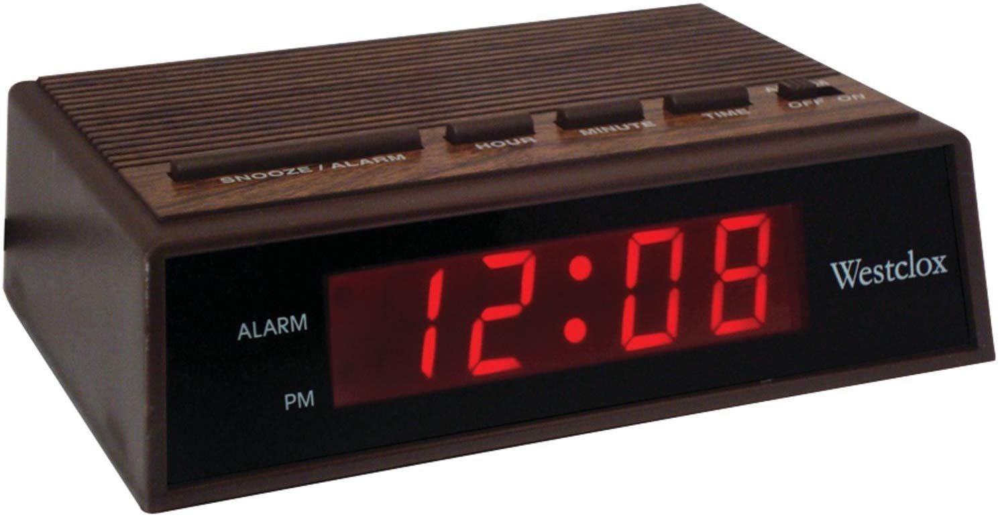 SNOOZE / ALARM
HOUR
MINUTE
TIME
OFF ON
12:08
Westclox
ALARM
PM